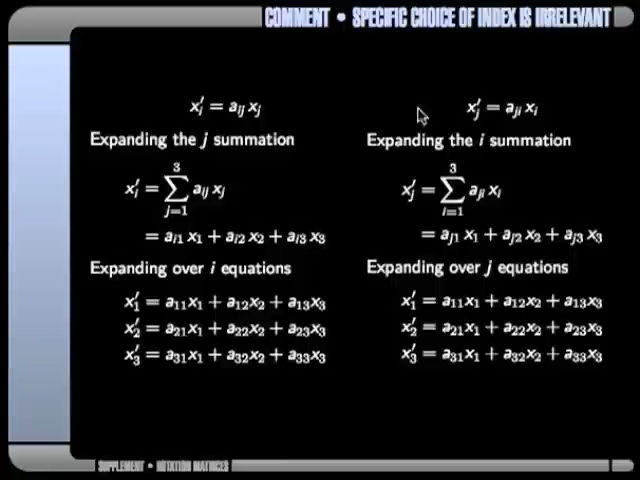 COMMENT • SPECIFIC CHOICE OF INDEX IS IRRELEVANT
x′ᵢ = aᵢⱼ xⱼ
Expanding the j summation
x′ᵢ = ∑³ⱼ₌₁ aᵢⱼ xⱼ
= aᵢ₁ x₁ + aᵢ₂ x₂ + aᵢ₃ x₃
Expanding over i equations
x′₁ = a₁₁x₁ + a₁₂x₂ + a₁₃x₃
x′₂ = a₂₁x₁ + a₂₂x₂ + a₂₃x₃
x′₃ = a₃₁x₁ + a₃₂x₂ + a₃₃x₃
x′ⱼ = aⱼᵢ xᵢ
Expanding the i summation
x′ⱼ = ∑³ᵢ₌₁ aⱼᵢ xᵢ
= aⱼ₁ x₁ + aⱼ₂ x₂ + aⱼ₃ x₃
Expanding over j equations
x′₁ = a₁₁x₁ + a₁₂x₂ + a₁₃x₃
x′₂ = a₂₁x₁ + a₂₂x₂ + a₂₃x₃
x′₃ = a₃₁x₁ + a₃₂x₂ + a₃₃x₃
SUPPLEMENT • NOTATION MATRICES